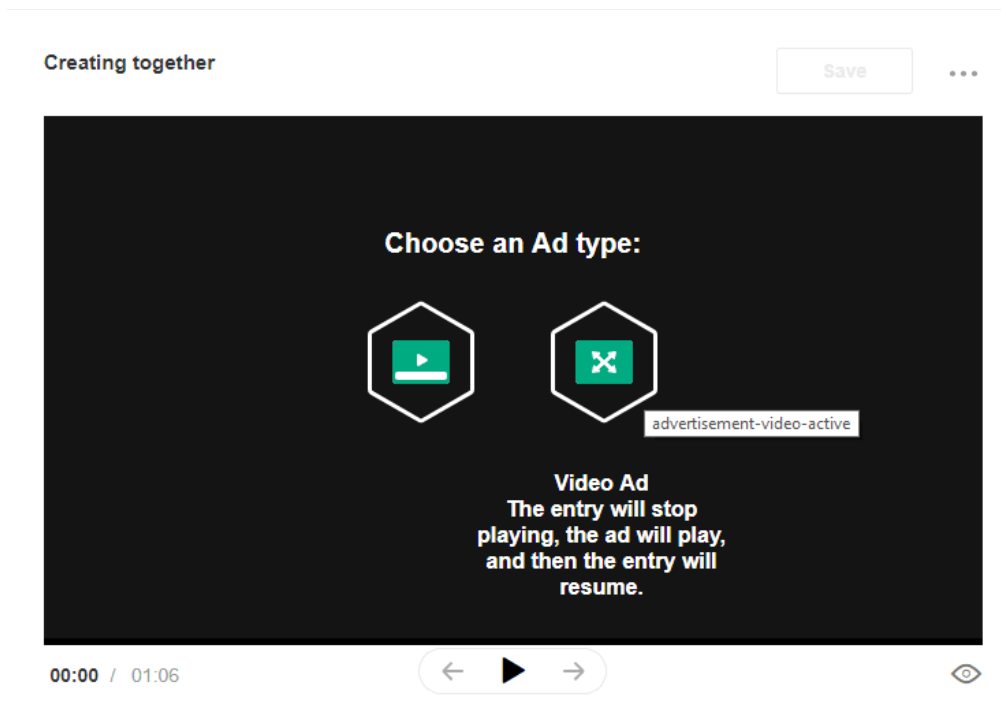 Creating together
Save
Choose an Ad type:
advertisement-video-active
Video Ad
The entry will stop
playing, the ad will play,
and then the entry will
resume.
00:00 / 01:06